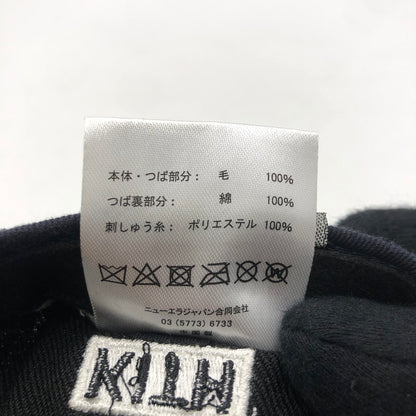 本体・つば部分： 毛 100%
つば裏部分： 綿 100%
刺しゅう糸： ポリエステル 100%
ニューエラジャパン合同会社
03 (5773) 6733